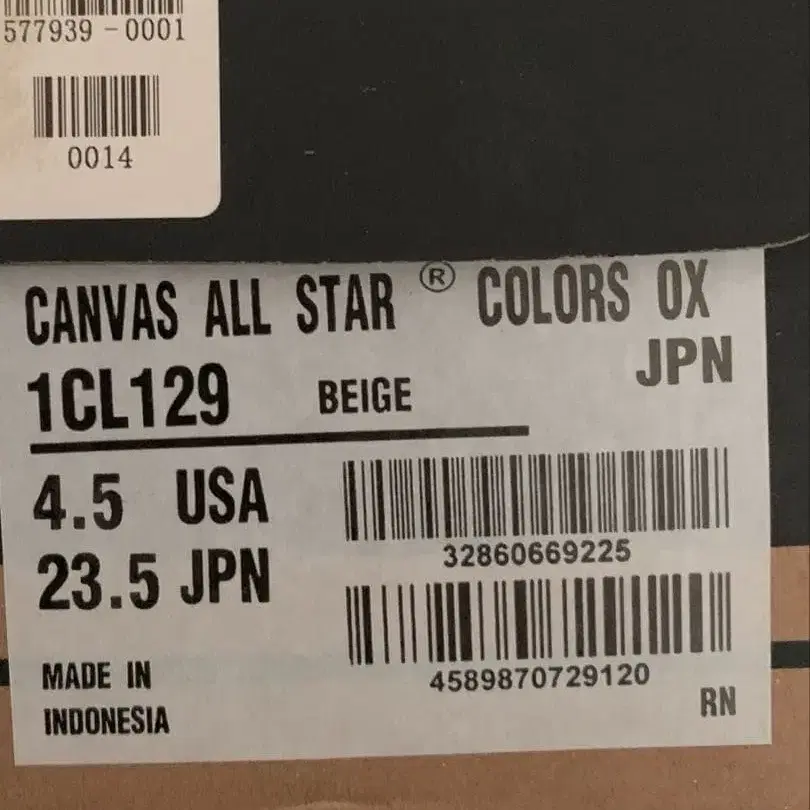 577939-0001
0014
CANVAS ALL STAR ® COLORS OX
JPN
1CL129 BEIGE
4.5 USA
23.5 JPN
32860669225
4589870729120
MADE IN
INDONESIA
RN